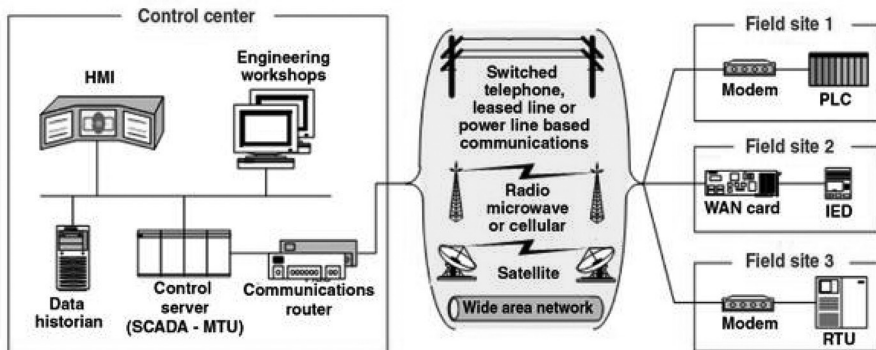 Control center
HMI
Engineering
workshops
Data
historian
Control
server
(SCADA - MTU)
Communications
router
Switched
telephone,
leased line or
power line based
communications
Radio
microwave
or cellular
Satellite
Wide area network
Field site 1
Modem
PLC
Field site 2
WAN card
IED
Field site 3
Modem
RTU